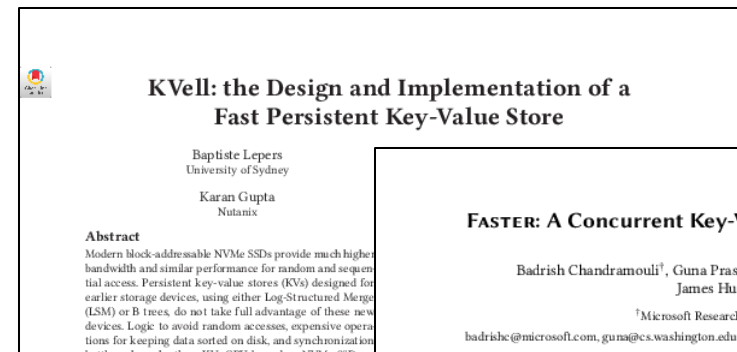 KVell: the Design and Implementation of a
Fast Persistent Key-Value Store
Baptiste Lepers
University of Sydney
Karan Gupta
Nutanix
Abstract
Modern block-addressable NVMe SSDs provide much higher
bandwidth and similar performance for random and sequen-
tial access. Persistent key-value stores (KVs) designed for
earlier storage devices, using either Log-Structured Merge
(LSM) or B trees, do not take full advantage of these new
devices. Logic to avoid random accesses, expensive opera-
tions for keeping data sorted on disk, and synchronization
FASTER: A Concurrent Key-V
Badrish Chandramouli†, Guna Pras
James Hu
†Microsoft Research
badrishc@microsoft.com, guna@cs.washington.edu